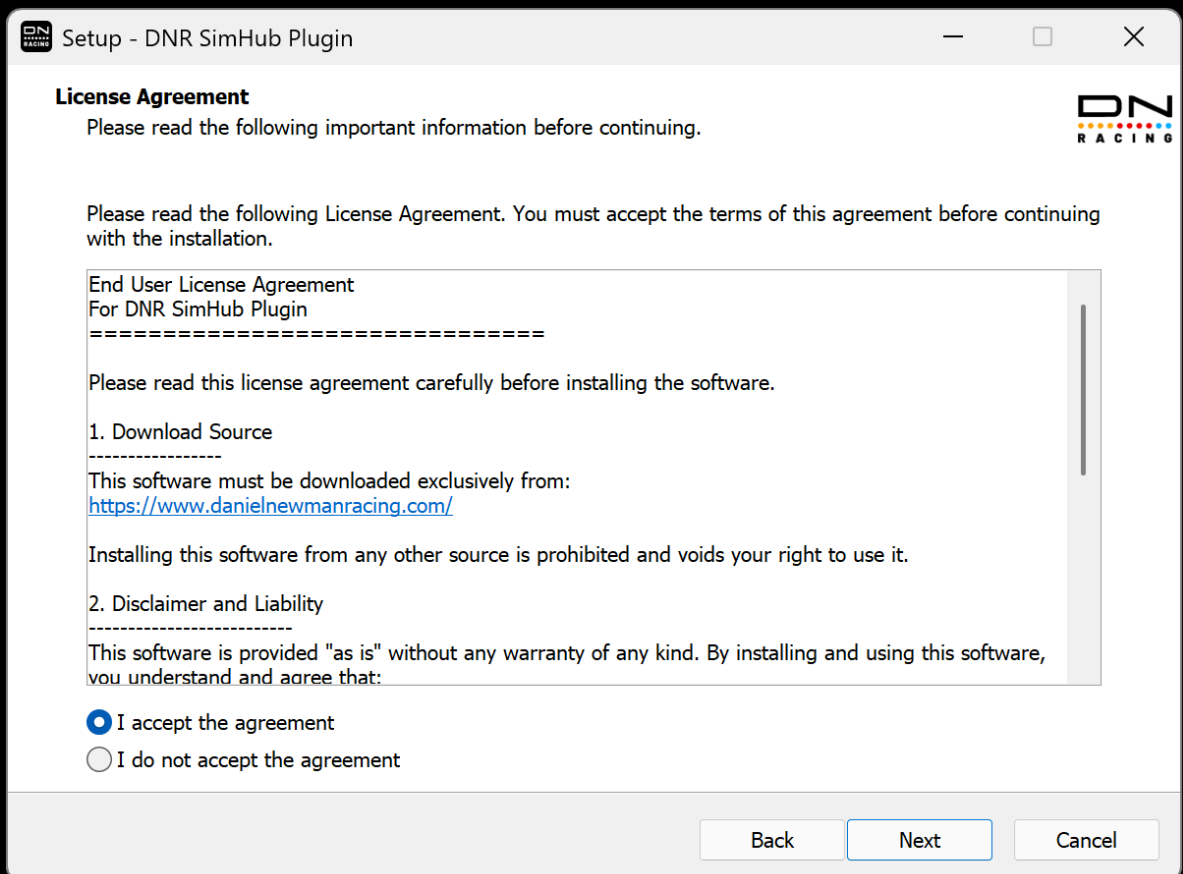 DN
RACING
Setup - DNR SimHub Plugin
License Agreement
Please read the following important information before continuing.
DN
RACING
Please read the following License Agreement. You must accept the terms of this agreement before continuing
with the installation.
End User License Agreement
For DNR SimHub Plugin
===============================
Please read this license agreement carefully before installing the software.
1. Download Source
-----------------
This software must be downloaded exclusively from:
https://www.danielnewmanracing.com/
Installing this software from any other source is prohibited and voids your right to use it.
2. Disclaimer and Liability
--------------------------
This software is provided "as is" without any warranty of any kind. By installing and using this software,
you understand and agree that:
I accept the agreement
I do not accept the agreement
Back
Next
Cancel